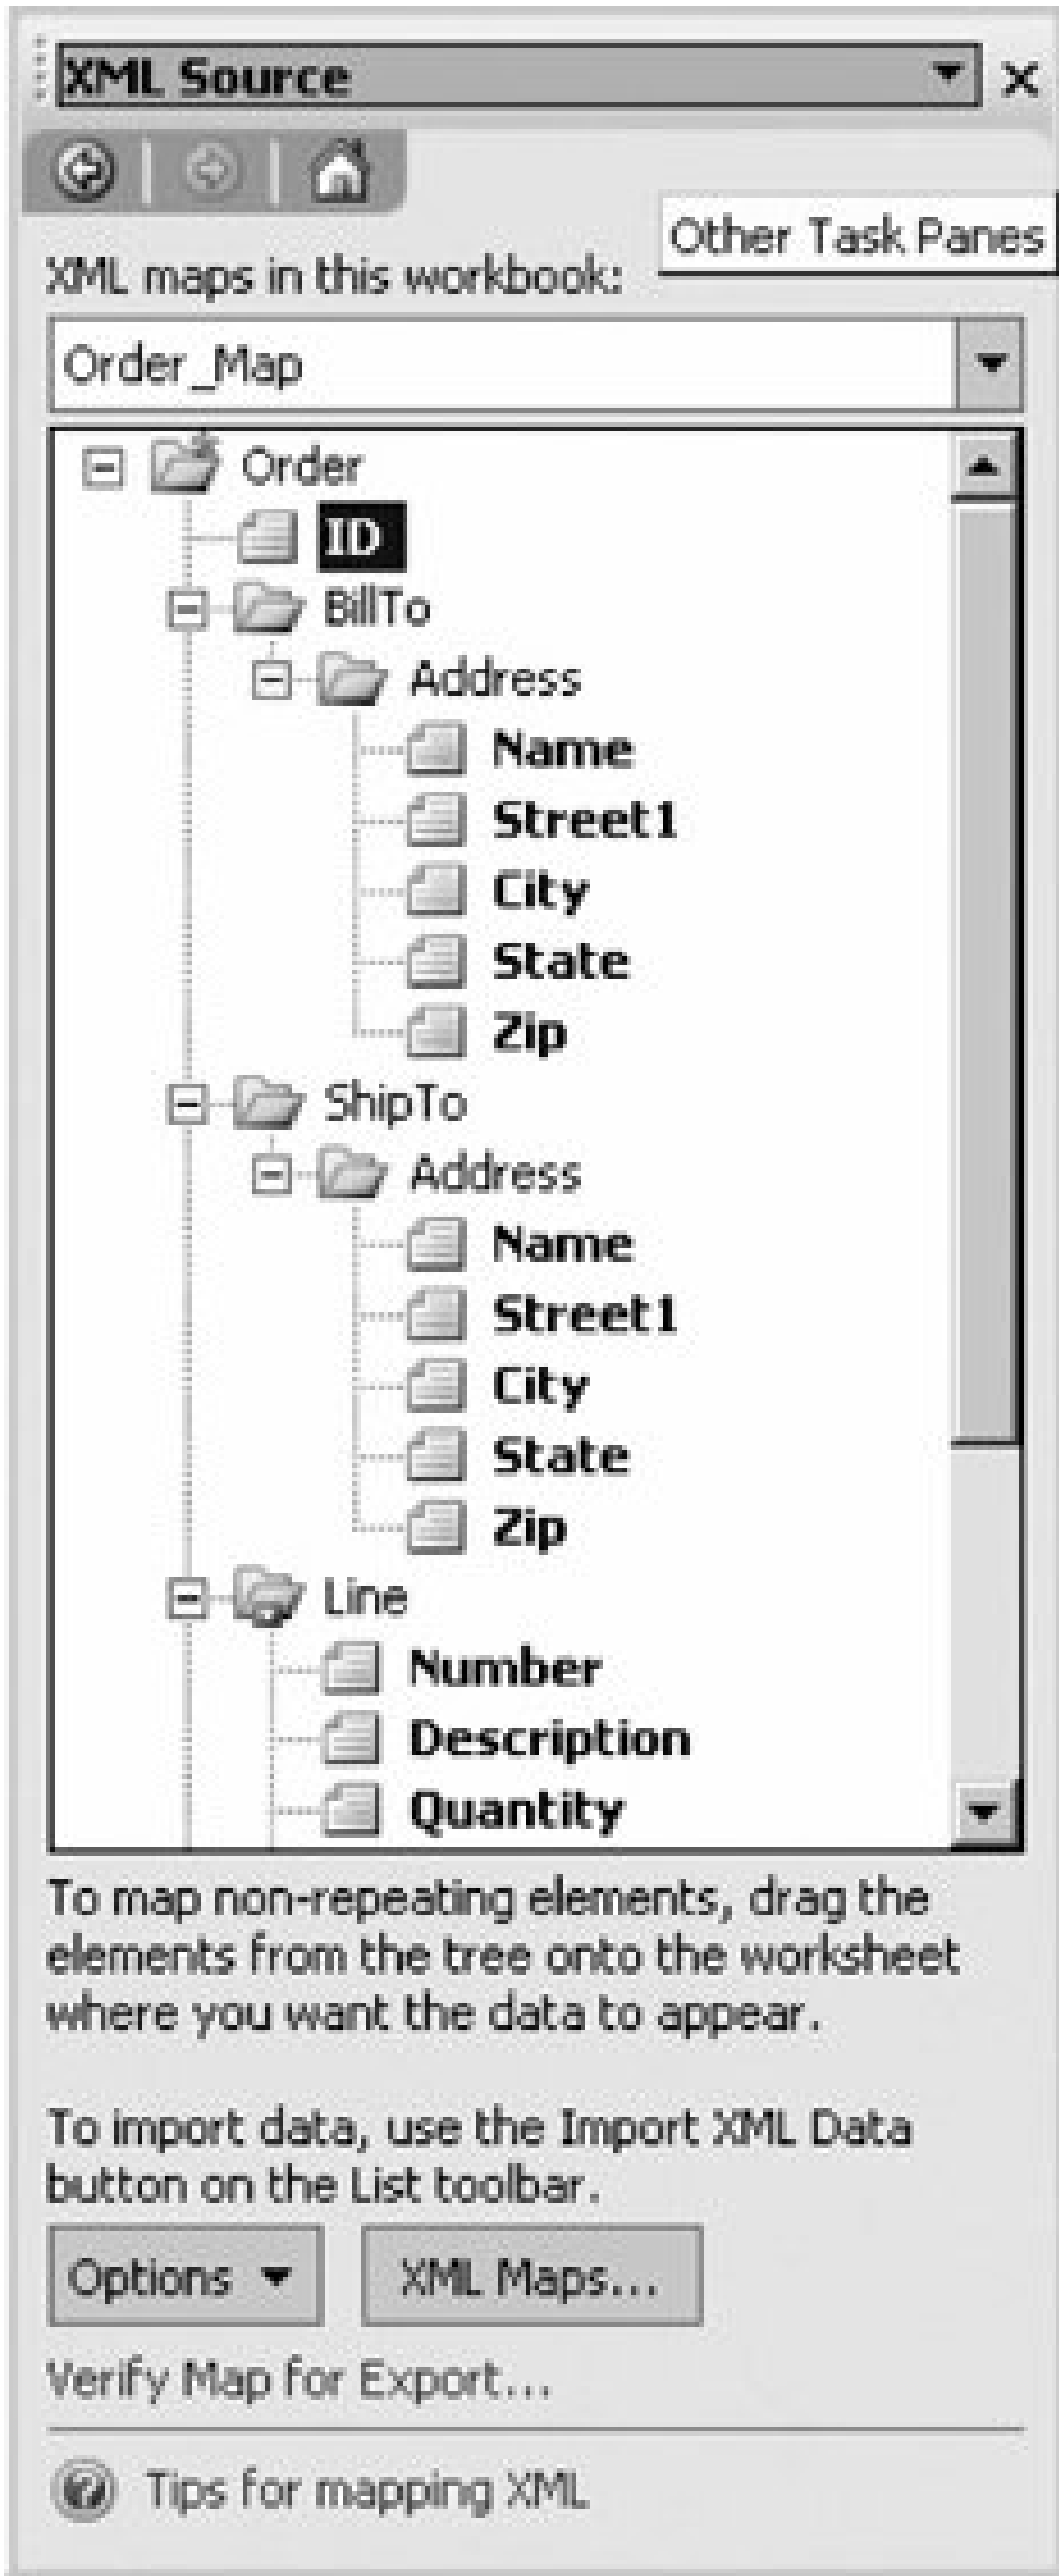 XML Source
Other Task Panes
XML maps in this workbook:
Order_Map
Order
ID
BillTo
Address
Name
Street1
City
State
Zip
ShipTo
Address
Name
Street1
City
State
Zip
Line
Number
Description
Quantity
To map non-repeating elements, drag the
elements from the tree onto the worksheet
where you want the data to appear.
To import data, use the Import XML Data
button on the List toolbar.
Options
XML Maps...
Verify Map for Export...
Tips for mapping XML